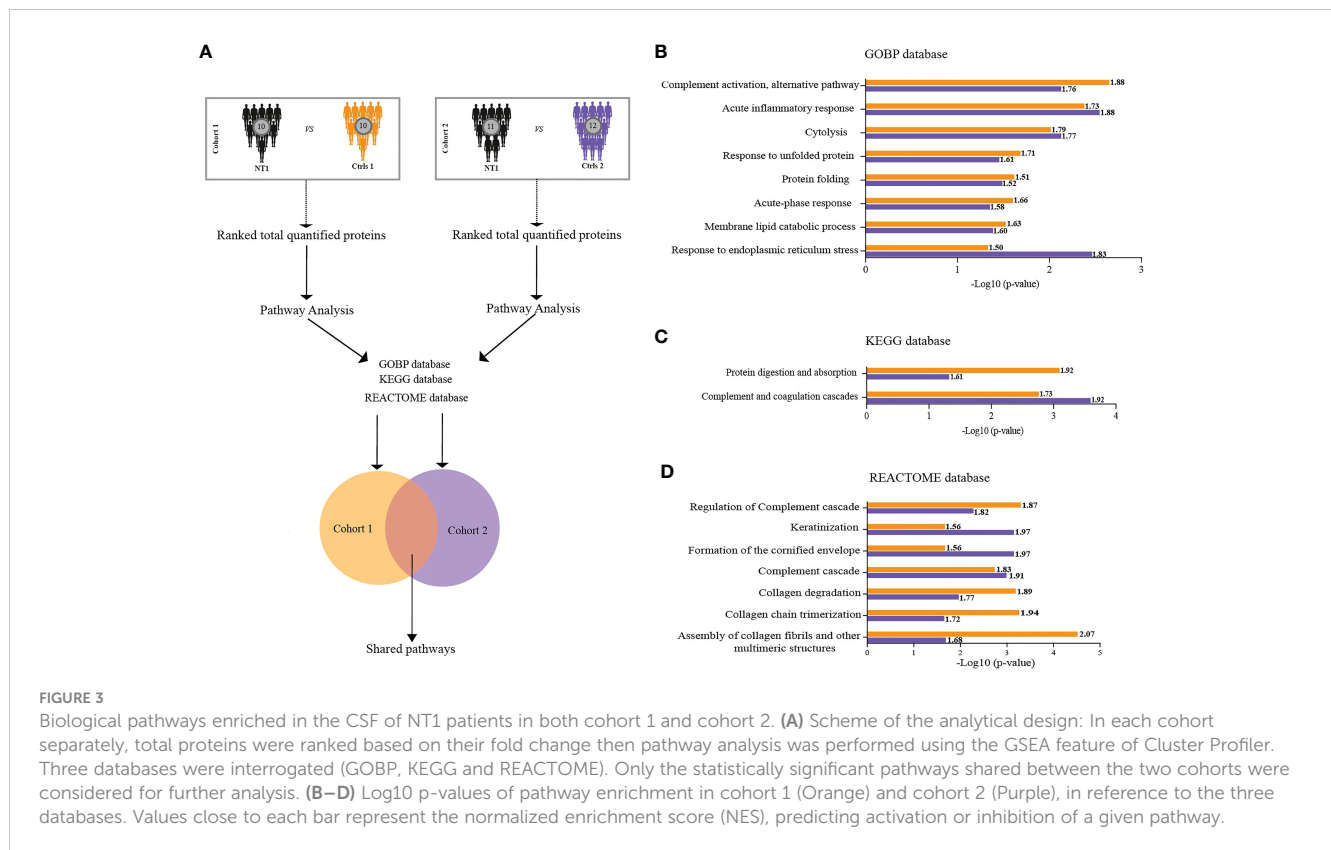 A
Cohort 1
10
NT1
vs
10
Ctrls 1
Cohort 2
11
NT1
vs
12
Ctrls 2
Ranked total quantified proteins
Ranked total quantified proteins
Pathway Analysis
Pathway Analysis
GOBP database
KEGG database
REACTOME database
Cohort 1
Cohort 2
Shared pathways
B
GOBP database
Complement activation, alternative pathway
1.88
1.76
Acute inflammatory response
1.73
1.88
Cytolysis
1.79
1.77
Response to unfolded protein
1.71
1.61
Protein folding
1.51
1.52
Acute-phase response
1.66
1.58
Membrane lipid catabolic process
1.63
1.60
Response to endoplasmic reticulum stress
1.50
1.83
0 1 2 3
-Log10 (p-value)
C
KEGG database
Protein digestion and absorption
1.92
1.61
Complement and coagulation cascades
1.73
1.92
0 1 2 3 4
-Log10 (p-value)
D
REACTOME database
Regulation of Complement cascade
1.87
1.82
Keratinization
1.56
1.97
Formation of the cornified envelope
1.56
1.97
Complement cascade
1.83
1.91
Collagen degradation
1.89
1.77
Collagen chain trimerization
1.94
1.72
Assembly of collagen fibrils and other
multimeric structures
2.07
1.68
0 1 2 3 4 5
-Log10 (p-value)
FIGURE 3
Biological pathways enriched in the CSF of NT1 patients in both cohort 1 and cohort 2. (A) Scheme of the analytical design: In each cohort
separately, total proteins were ranked based on their fold change then pathway analysis was performed using the GSEA feature of Cluster Profiler.
Three databases were interrogated (GOBP, KEGG and REACTOME). Only the statistically significant pathways shared between the two cohorts were
considered for further analysis. (B–D) Log10 p-values of pathway enrichment in cohort 1 (Orange) and cohort 2 (Purple), in reference to the three
databases. Values close to each bar represent the normalized enrichment score (NES), predicting activation or inhibition of a given pathway.